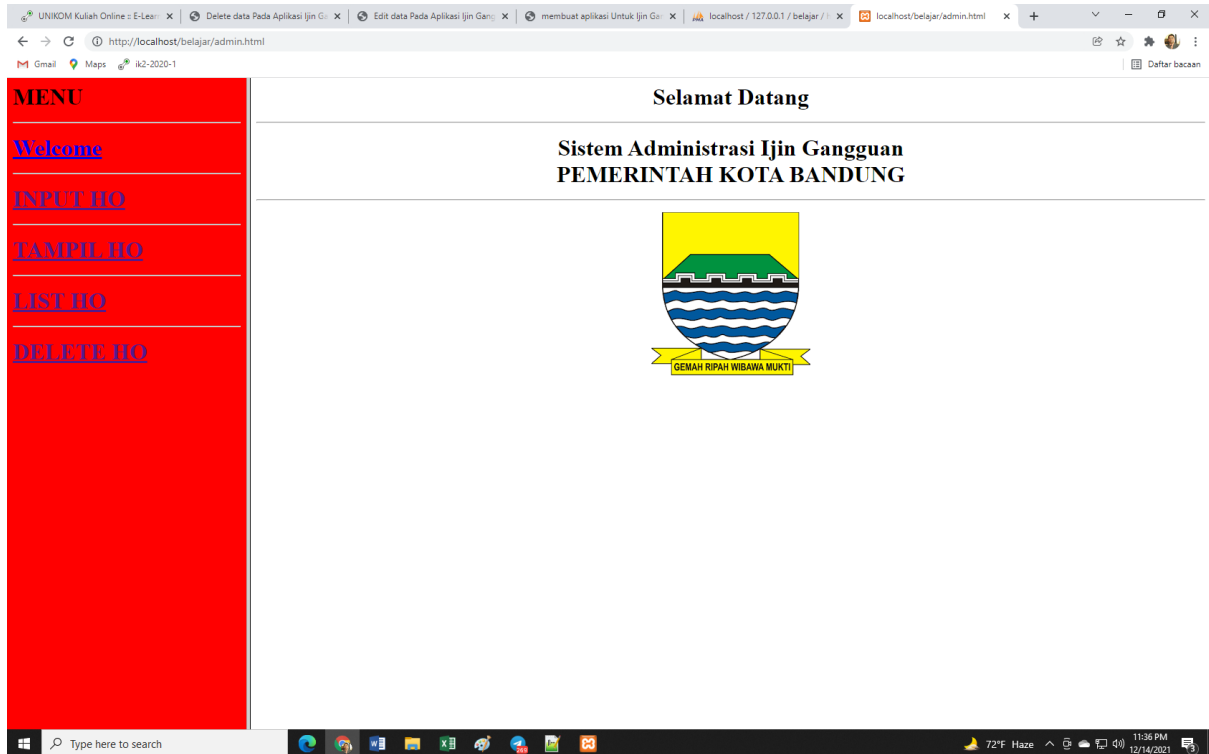 UNIKOM Kuliah Online :: E-Learn
Delete data Pada Aplikasi Ijin Ga
Edit data Pada Aplikasi Ijin Gang
membuat aplikasi Untuk Ijin Gan
localhost / 127.0.0.1 / belajar / h
localhost/belajar/admin.html
http://localhost/belajar/admin.html
Gmail
Maps
ik2-2020-1
Daftar bacaan
MENU
Welcome
INPUT HO
TAMPIL HO
LIST HO
DELETE HO
Selamat Datang
Sistem Administrasi Ijin Gangguan
PEMERINTAH KOTA BANDUNG
GEMAH RIPAH WIBAWA MUKTI
Type here to search
72°F Haze
11:36 PM
12/14/2021